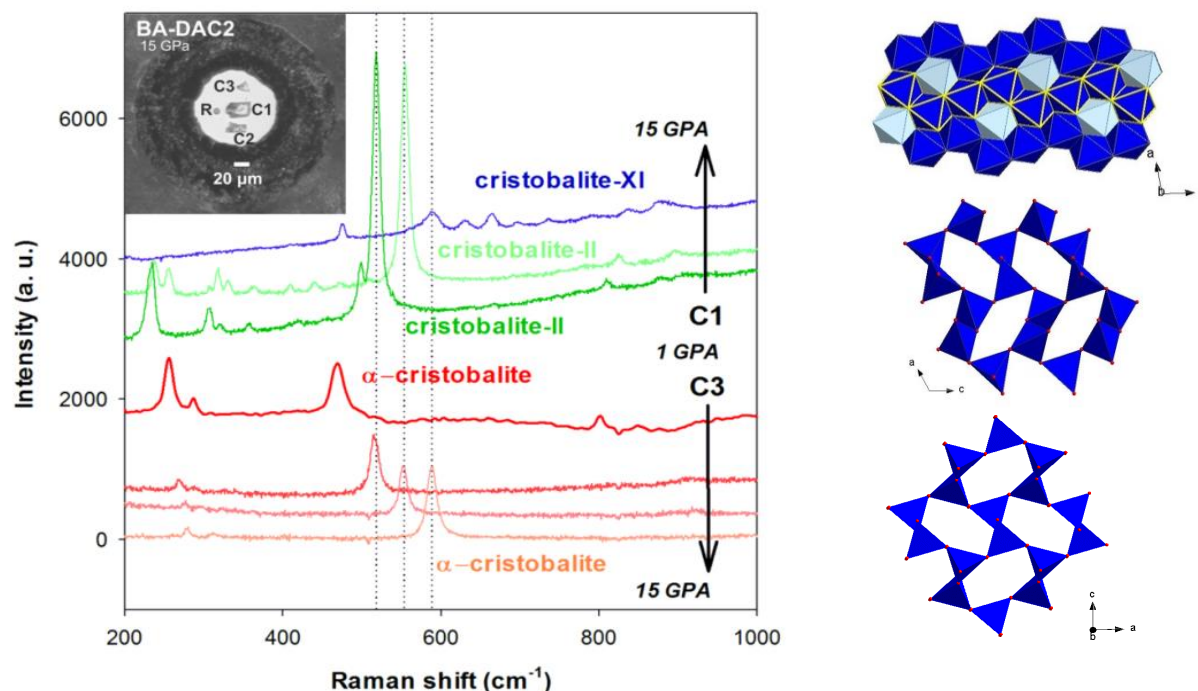 BA-DAC2
15 GPa
C3
R
C1
C2
20 µm
6000
4000
2000
0
Intensity (a. u.)
15 GPA
cristobalite-XI
cristobalite-II
cristobalite-II
C1
1 GPA
C3
α-cristobalite
α-cristobalite
15 GPA
200
400
600
800
1000
Raman shift (cm⁻¹)
a
b
a
c
c
b
a